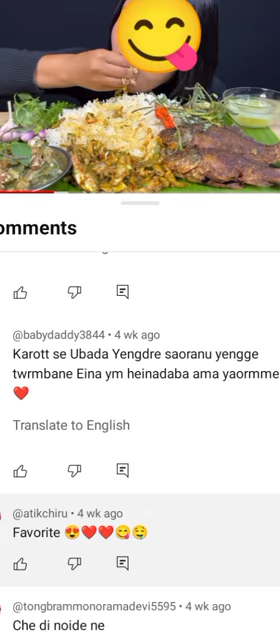 omments
@babydaddy3844 • 4 wk ago
Karott se Ubada Yengdre saoranu yengge
twrmbane Eina ym heinadaba ama yaormme
❤️
Translate to English
@atikchiru • 4 wk ago
Favorite 😍❤️❤️😋🤤
@tongbrammonoramadevi5595 • 4 wk ago
Che di noide ne